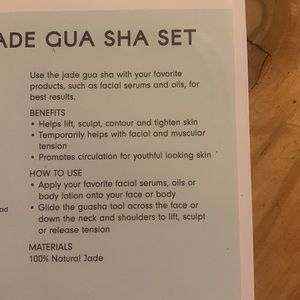 ADE GUA SHA SET
Use the jade gua sha with your favorite
products, such as facial serums and oils, for
best results.
BENEFITS
• Helps lift, sculpt, contour and tighten skin
• Temporarily helps with facial and muscular
tension
• Promotes circulation for youthful looking skin
HOW TO USE
• Apply your favorite facial serums, oils or
body lotion onto your face or body
• Glide the guasha tool across the face or
ad
down the neck and shoulders to lift, sculpt
or release tension
MATERIALS
100% Natural Jade